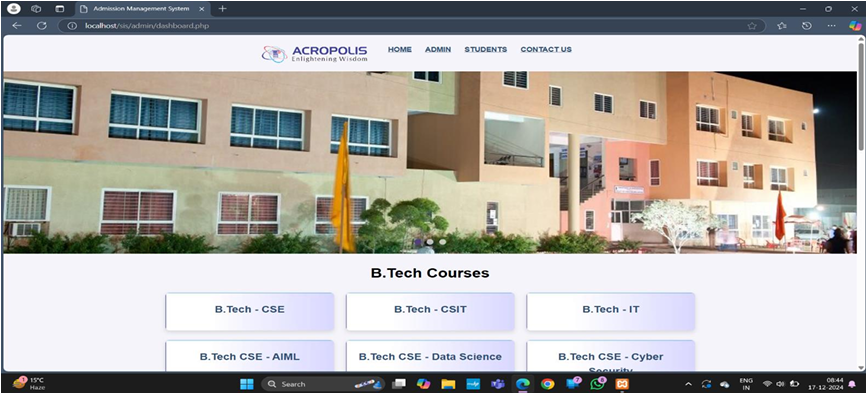 Admission Management System
localhost/sis/admin/dashboard.php
ACROPOLIS
Enlightening Wisdom
HOME
ADMIN
STUDENTS
CONTACT US
B.Tech Courses
B.Tech - CSE
B.Tech - CSIT
B.Tech - IT
B.Tech CSE - AIML
B.Tech CSE - Data Science
B.Tech CSE - Cyber
Security
15°C
Haze
Search
ENG
IN
08:44
17-12-2024